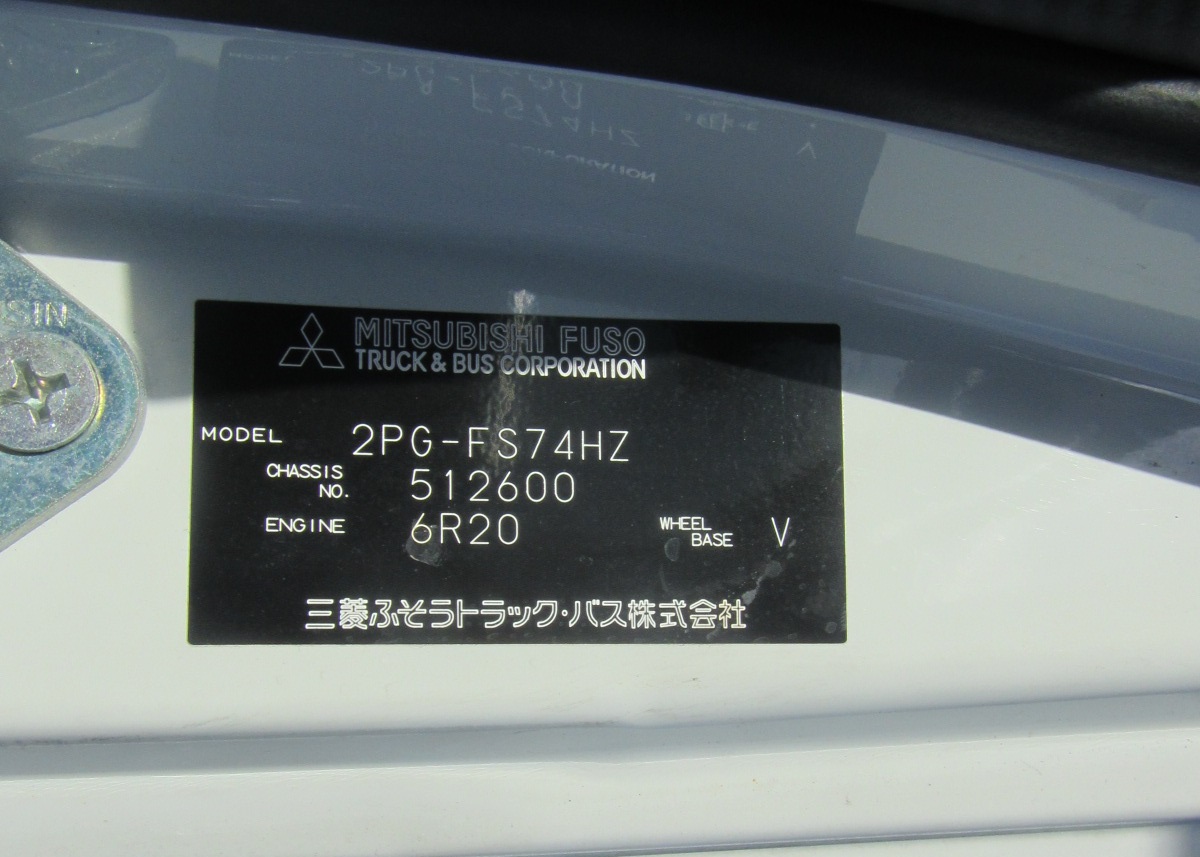 SIN
MITSUBISHI FUSO
TRUCK & BUS CORPORATION
MODEL 2PG-FS74HZ
CHASSIS NO. 512600
ENGINE 6R20 WHEEL BASE V
三菱ふそうトラック・バス株式会社